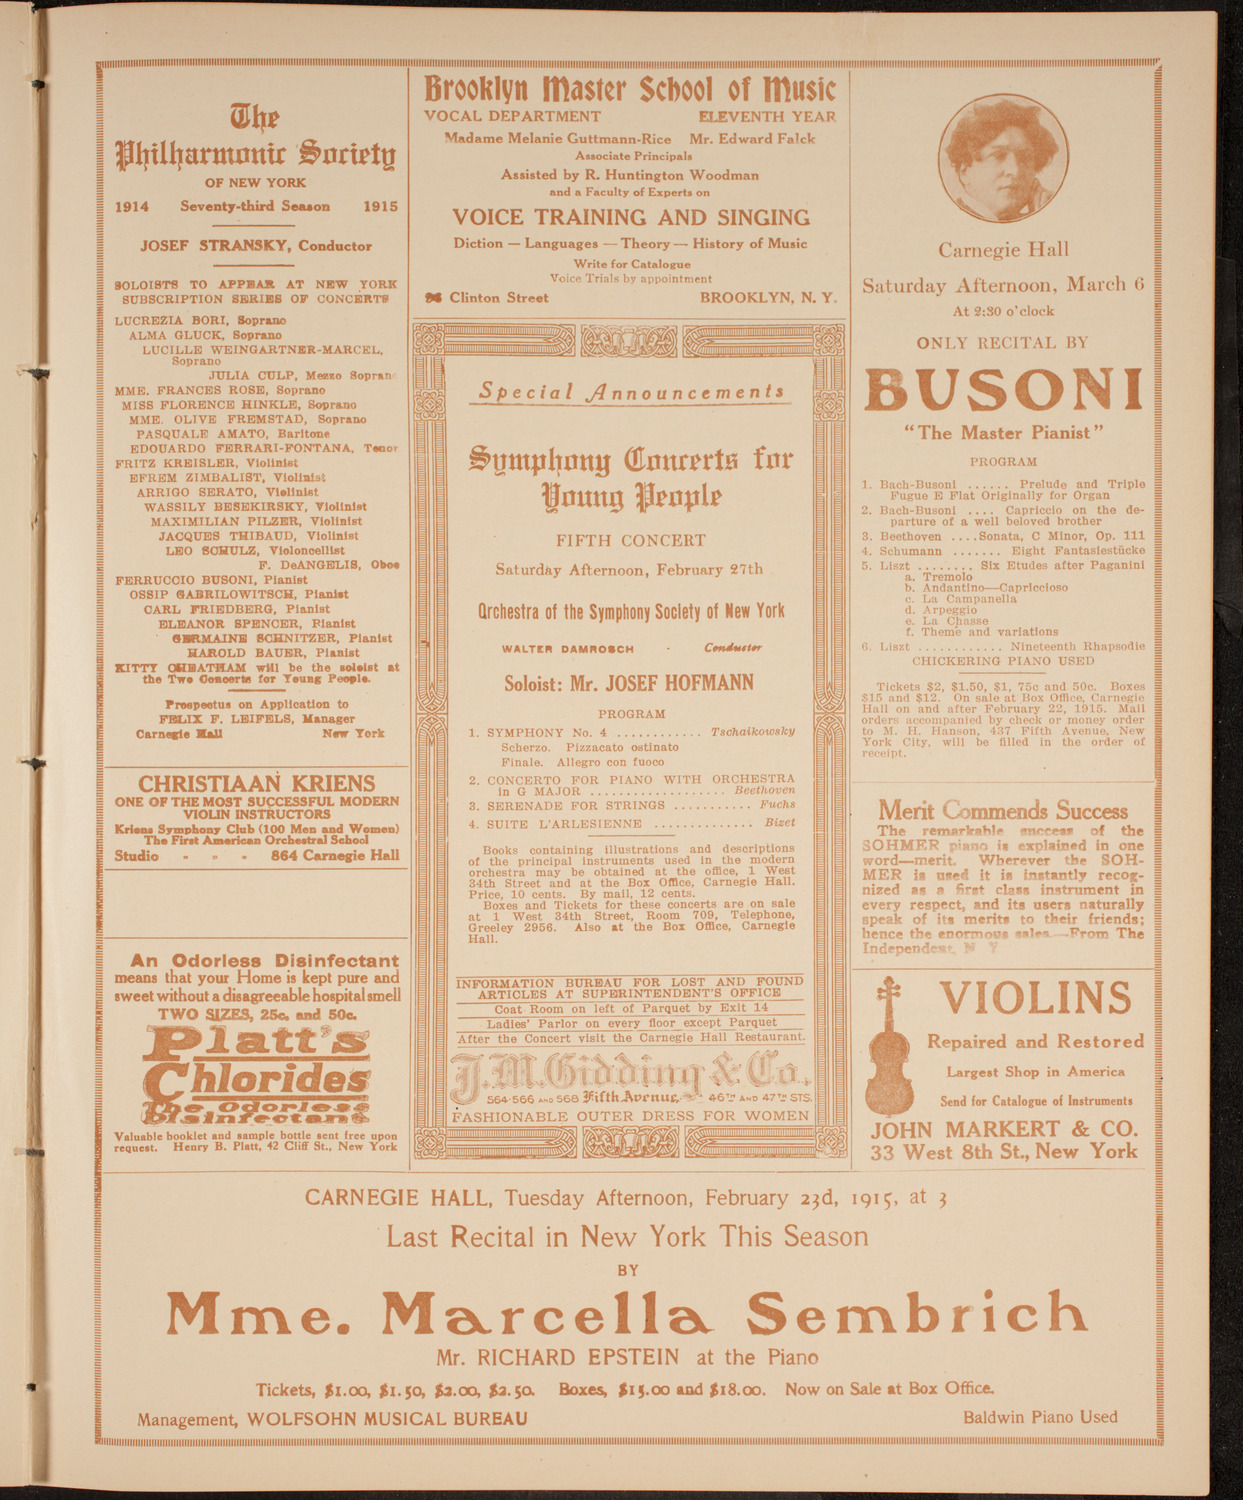 The
Philharmonic Society
OF NEW YORK
1914 Seventy-third Season 1915
JOSEF STRANSKY, Conductor
SOLOISTS TO APPEAR AT NEW YORK
SUBSCRIPTION SERIES OF CONCERTS
LUCREZIA BORI, Soprano
ALMA GLUCK, Soprano
LUCILLE WEINGARTNER-MARCEL,
Soprano
JULIA CULP, Mezzo Soprano
MME. FRANCES ROSE, Soprano
MISS FLORENCE HINKLE, Soprano
MME. OLIVE FREMSTAD, Soprano
PASQUALE AMATO, Baritone
EDOUARDO FERRARI-FONTANA, Tenor
FRITZ KREISLER, Violinist
EFREM ZIMBALIST, Violinist
ARRIGO SERATO, Violinist
WASSILY BESEKIRSKY, Violinist
MAXIMILIAN PILZER, Violinist
JACQUES THIBAUD, Violinist
LEO SCHULZ, Violoncellist
F. DeANGELIS, Oboe
FERRUCCIO BUSONI, Pianist
OSSIP GABRILOWITSCH, Pianist
CARL FRIEDBERG, Pianist
ELEANOR SPENCER, Pianist
GERMAINE SCHNITZER, Pianist
HAROLD BAUER, Pianist
KITTY CHEATHAM will be the soloist at
the Two Concerts for Young People.
Prospectus on Application to
FELIX F. LEIFELS, Manager
Carnegie Hall New York
CHRISTIAAN KRIENS
ONE OF THE MOST SUCCESSFUL MODERN
VIOLIN INSTRUCTORS
Kriens Symphony Club (100 Men and Women)
The First American Orchestral School
Studio - - - 864 Carnegie Hall
An Odorless Disinfectant
means that your Home is kept pure and
sweet without a disagreeable hospital smell
TWO SIZES, 25c. and 50c.
Platt's
Chlorides
The Odorless
Disinfectant
Valuable booklet and sample bottle sent free upon
request. Henry B. Platt, 42 Cliff St., New York
Brooklyn Master School of Music
VOCAL DEPARTMENT ELEVENTH YEAR
Madame Melanie Guttmann-Rice Mr. Edward Falck
Associate Principals
Assisted by R. Huntington Woodman
and a Faculty of Experts on
VOICE TRAINING AND SINGING
Diction — Languages — Theory — History of Music
Write for Catalogue
Voice Trials by appointment
96 Clinton Street BROOKLYN, N. Y.
Special Announcements
Symphony Concerts for
Young People
FIFTH CONCERT
Saturday Afternoon, February 27th
Orchestra of the Symphony Society of New York
WALTER DAMROSCH - Conductor
Soloist: Mr. JOSEF HOFMANN
PROGRAM
1. SYMPHONY No. 4 ............ Tschaikowsky
Scherzo. Pizzacato ostinato
Finale. Allegro con fuoco
2. CONCERTO FOR PIANO WITH ORCHESTRA
in G MAJOR ................... Beethoven
3. SERENADE FOR STRINGS ........... Fuchs
4. SUITE L'ARLESIENNE .............. Bizet
Books containing illustrations and descriptions
of the principal instruments used in the modern
orchestra may be obtained at the office, 1 West
34th Street and at the Box Office, Carnegie Hall.
Price, 10 cents. By mail, 12 cents.
Boxes and Tickets for these concerts are on sale
at 1 West 34th Street, Room 709, Telephone,
Greeley 2956. Also at the Box Office, Carnegie
Hall.
INFORMATION BUREAU FOR LOST AND FOUND
ARTICLES AT SUPERINTENDENT'S OFFICE
Coat Room on left of Parquet by Exit 14
Ladies' Parlor on every floor except Parquet
After the Concert visit the Carnegie Hall Restaurant.
J.M. Gidding & Co.
564-566 AND 568 Fifth Avenue, 46TH AND 47TH STS.
FASHIONABLE OUTER DRESS FOR WOMEN
Carnegie Hall
Saturday Afternoon, March 6
At 2:30 o'clock
ONLY RECITAL BY
BUSONI
"The Master Pianist"
PROGRAM
1. Bach-Busoni ...... Prelude and Triple
Fugue E Flat Originally for Organ
2. Bach-Busoni .... Capriccio on the de-
parture of a well beloved brother
3. Beethoven ....Sonata, C Minor, Op. 111
4. Schumann ....... Eight Fantasiestücke
5. Liszt ........ Six Etudes after Paganini
a. Tremolo
b. Andantino—Capriccioso
c. La Campanella
d. Arpeggio
e. La Chasse
f. Theme and variations
6. Liszt ............ Nineteenth Rhapsodie
CHICKERING PIANO USED
Tickets $2, $1.50, $1, 75c and 50c. Boxes
$15 and $12. On sale at Box Office, Carnegie
Hall on and after February 22, 1915. Mail
orders accompanied by check or money order
to M. H. Hanson, 437 Fifth Avenue, New
York City, will be filled in the order of
receipt.
Merit Commends Success
The remarkable success of the
SOHMER piano is explained in one
word—merit. Wherever the SOH-
MER is used it is instantly recog-
nized as a first class instrument in
every respect, and its users naturally
speak of its merits to their friends;
hence the enormous sales.—From The
Independent, N Y
VIOLINS
Repaired and Restored
Largest Shop in America
Send for Catalogue of Instruments
JOHN MARKERT & CO.
33 West 8th St., New York
CARNEGIE HALL, Tuesday Afternoon, February 23d, 1915, at 3
Last Recital in New York This Season
BY
Mme. Marcella Sembrich
Mr. RICHARD EPSTEIN at the Piano
Tickets, $1.00, $1.50, $2.00, $2.50. Boxes, $15.00 and $18.00. Now on Sale at Box Office.
Management, WOLFSOHN MUSICAL BUREAU Baldwin Piano Used